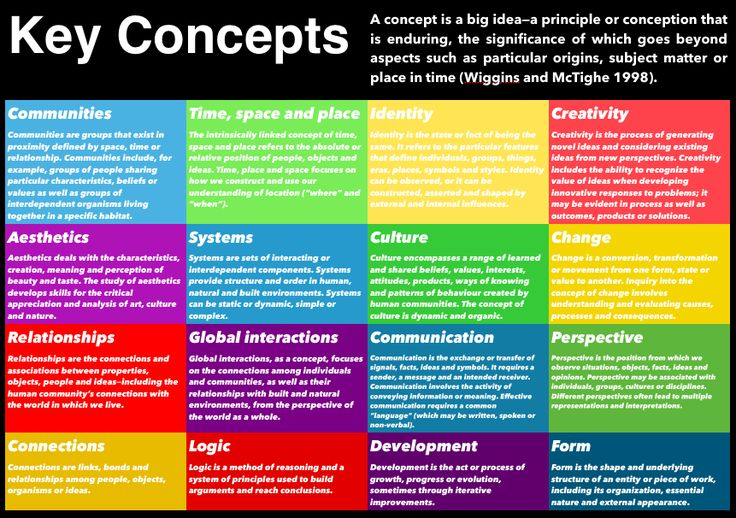 Key Concepts
A concept is a big idea—a principle or conception that
is enduring, the significance of which goes beyond
aspects such as particular origins, subject matter or
place in time (Wiggins and McTighe 1998).
Communities
Communities are groups that exist in
proximity defined by space, time or
relationship. Communities include, for
example, groups of people sharing
particular characteristics, beliefs or
values as well as groups of
interdependent organisms living
together in a specific habitat.
Time, space and place
The intrinsically linked concept of time,
space and place refers to the absolute or
relative position of people, objects and
ideas. Time, place and space focuses
on how we construct and use our
understanding of location (“where” and
“when”).
Identity
Identity is the state or fact of being the
same. It refers to the particular features
that define individuals, groups, things,
eras, places, symbols and styles. Identity
can be observed, or it can be
constructed, asserted and shaped by
external and internal influences.
Creativity
Creativity is the process of generating
novel ideas and considering existing
ideas from new perspectives. Creativity
includes the ability to recognize the
value of ideas when developing
innovative responses to problems; it
may be evident in process as well as
outcomes, products or solutions.
Aesthetics
Aesthetics deals with the characteristics,
creation, meaning and perception of
beauty and taste. The study of aesthetics
develops skills for the critical
appreciation and analysis of art, culture
and nature.
Systems
Systems are sets of interacting or
interdependent components. Systems
provide structure and order in human,
natural and built environments. Systems
can be static or dynamic, simple or
complex.
Culture
Culture encompasses a range of learned
and shared beliefs, values, interests,
attitudes, products, ways of knowing
and patterns of behaviour created by
human communities. The concept of
culture is dynamic and organic.
Change
Change is a conversion, transformation
or movement from one form, state or
value to another. Inquiry into the
concept of change involves
understanding and evaluating causes,
processes and consequences.
Relationships
Relationships are the connections and
associations between properties,
objects, people and ideas—including the
human community’s connections with
the world in which we live.
Global interactions
Global interactions, as a concept, focuses
on the connections among individuals
and communities, as well as their
relationships with built and natural
environments, from the perspective of
the world as a whole.
Communication
Communication is the exchange or transfer of
signals, facts, ideas and symbols. It requires a
sender, a message and an intended receiver.
Communication involves the activity of
conveying information or meaning. Effective
communication requires a common
“language” (which may be written, spoken or
non-verbal).
Perspective
Perspective is the position from which we
observe situations, objects, facts, ideas and
opinions. Perspective may be associated with
individuals, groups, cultures or disciplines.
Different perspectives often lead to multiple
representations and interpretations.
Connections
Connections are links, bonds and
relationships among people, objects,
organisms or ideas.
Logic
Logic is a method of reasoning and a
system of principles used to build
arguments and reach conclusions.
Development
Development is the act or process of
growth, progress or evolution,
sometimes through iterative
improvements.
Form
Form is the shape and underlying
structure of an entity or piece of work,
including its organization, essential
nature and external appearance.